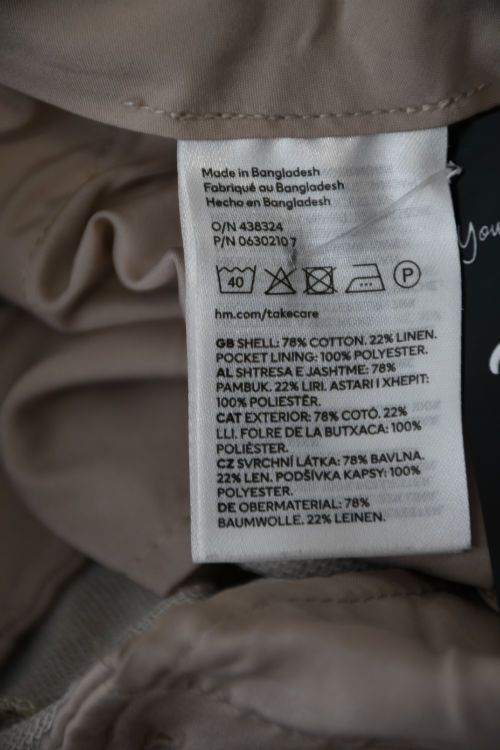 Made in Bangladesh
Fabriqué au Bangladesh
Hecho en Bangladesh
O/N 438324
P/N 06302107
40
P
hm.com/takecare
GB SHELL: 78% COTTON. 22% LINEN.
POCKET LINING: 100% POLYESTER.
AL SHTRESA E JASHTME: 78%
PAMBUK. 22% LIRI. ASTARI I XHEPIT:
100% POLIESTËR.
CAT EXTERIOR: 78% COTÓ. 22%
LLI. FOLRE DE LA BUTXACA: 100%
POLIÈSTER.
CZ SVRCHNÍ LÁTKA: 78% BAVLNA.
22% LEN. PODŠÍVKA KAPSY: 100%
POLYESTER.
DE OBERMATERIAL: 78%
BAUMWOLLE. 22% LEINEN.
You